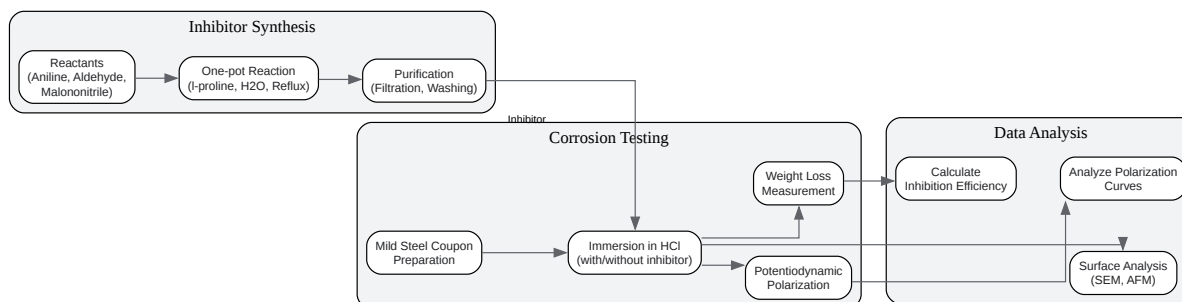 Inhibitor Synthesis
Reactants
(Aniline, Aldehyde,
Malononitrile)
One-pot Reaction
(l-proline, H2O, Reflux)
Purification
(Filtration, Washing)
Inhibitor
Corrosion Testing
Mild Steel Coupon
Preparation
Immersion in HCl
(with/without inhibitor)
Weight Loss
Measurement
Potentiodynamic
Polarization
Data Analysis
Calculate
Inhibition Efficiency
Analyze Polarization
Curves
Surface Analysis
(SEM, AFM)